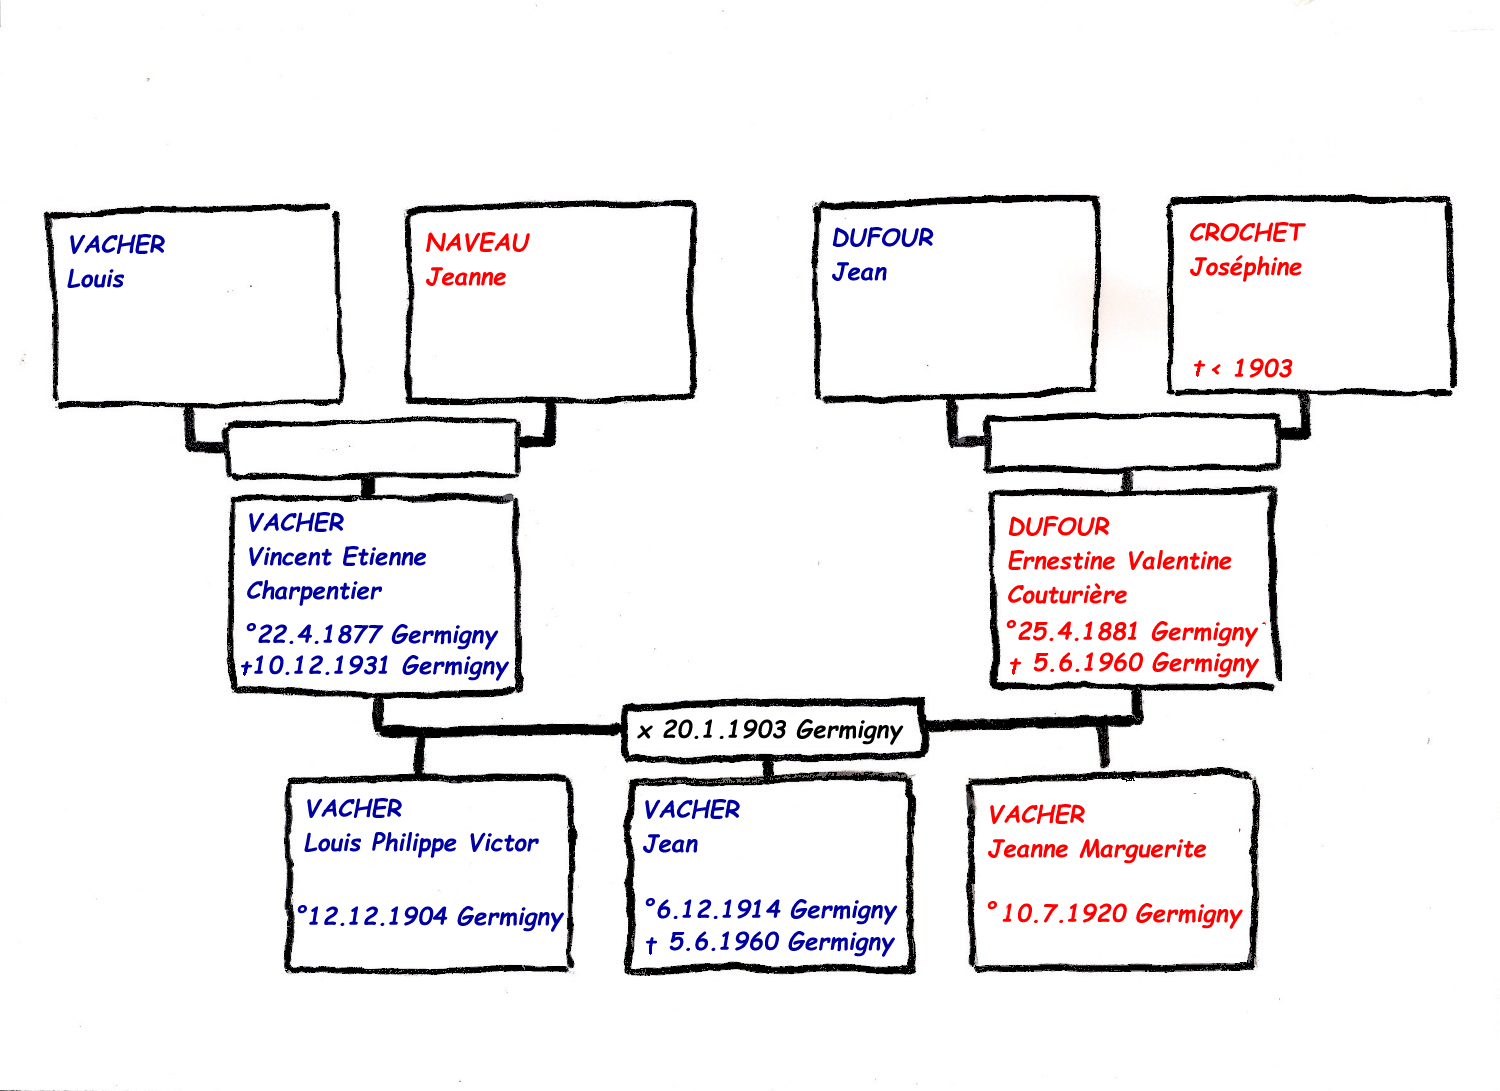 VACHER
Louis
NAVEAU
Jeanne
DUFOUR
Jean
CROCHET
Joséphine
† < 1903
VACHER
Vincent Etienne
Charpentier
°22.4.1877 Germigny
†10.12.1931 Germigny
DUFOUR
Ernestine Valentine
Couturière
°25.4.1881 Germigny
† 5.6.1960 Germigny
x 20.1.1903 Germigny
VACHER
Louis Philippe Victor
°12.12.1904 Germigny
VACHER
Jean
°6.12.1914 Germigny
† 5.6.1960 Germigny
VACHER
Jeanne Marguerite
°10.7.1920 Germigny